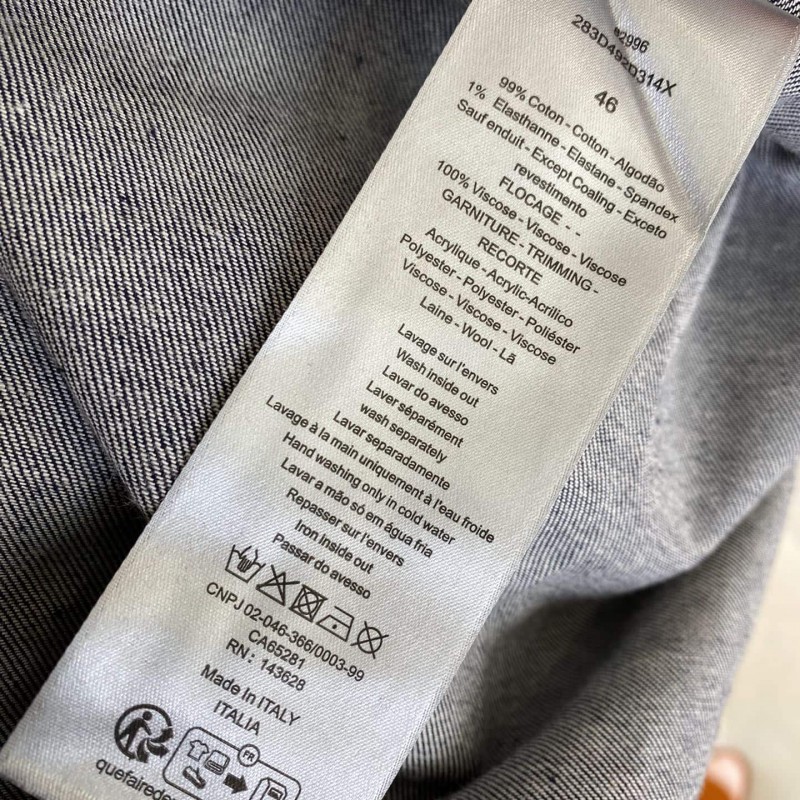 283D492D314X
46
99% Coton - Cotton - Algodão
1% Elasthanne - Elastane - Spandex
Sauf enduit - Except Coaling - Exceto
revestimento
FLOCAGE - -
100% Viscose - Viscose - Viscose
GARNITURE - TRIMMING -
RECORTE
Acrylique - Acrylic-Acrilico
Polyester - Polyester - Poliéster
Viscose - Viscose - Viscose
Laine - Wool - Lã
Lavage sur l'envers
Wash inside out
Lavar do avesso
Laver séparément
wash separately
Lavar separadamente
Lavage à la main uniquement à l'eau froide
Hand washing only in cold water
Lavar a mão só em água fria
Repasser sur l'envers
Iron inside out
Passar do avesso
CNPJ 02-046-366/0003-99
CA65281
RN: 143628
Made In ITALY
ITALIA
FR